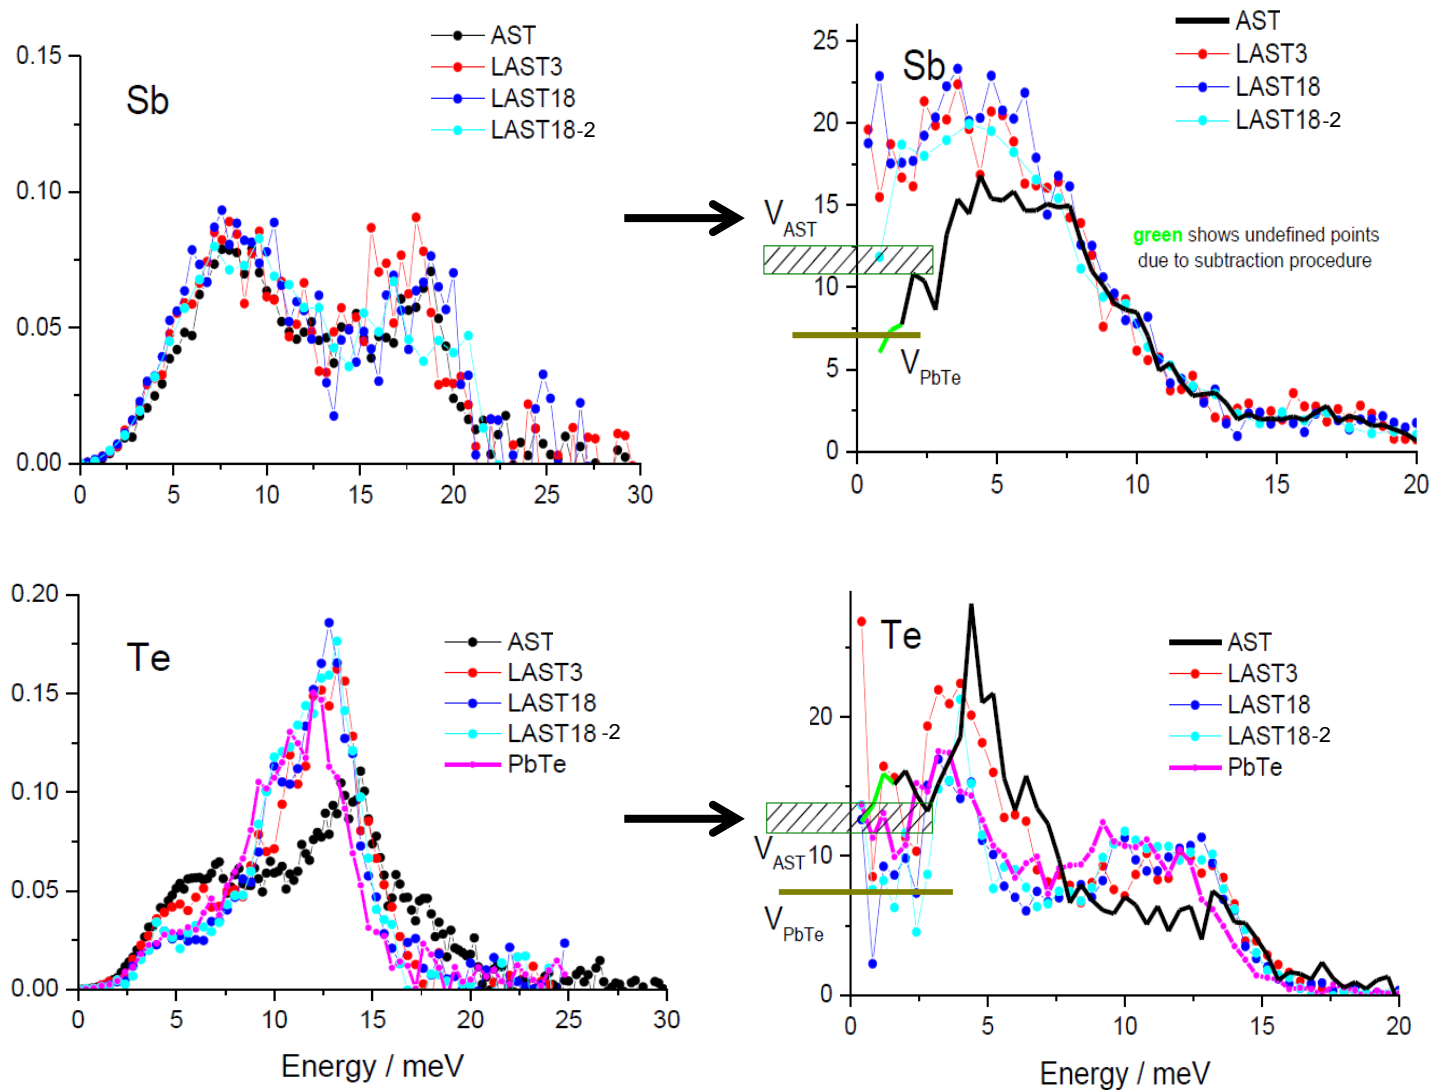 Sb
AST
LAST3
LAST18
LAST18-2
0.15
0.10
0.05
0.00
0 5 10 15 20 25 30
Sb
AST
LAST3
LAST18
LAST18-2
25
20
15
10
5
0
V AST
V PbTe
green shows undefined points
due to subtraction procedure
0 5 10 15 20
Te
AST
LAST3
LAST18
LAST18-2
PbTe
0.20
0.15
0.10
0.05
0.00
0 5 10 15 20 25 30
Energy / meV
Te
AST
LAST3
LAST18
LAST18-2
PbTe
20
10
0
V AST
V PbTe
0 5 10 15 20
Energy / meV